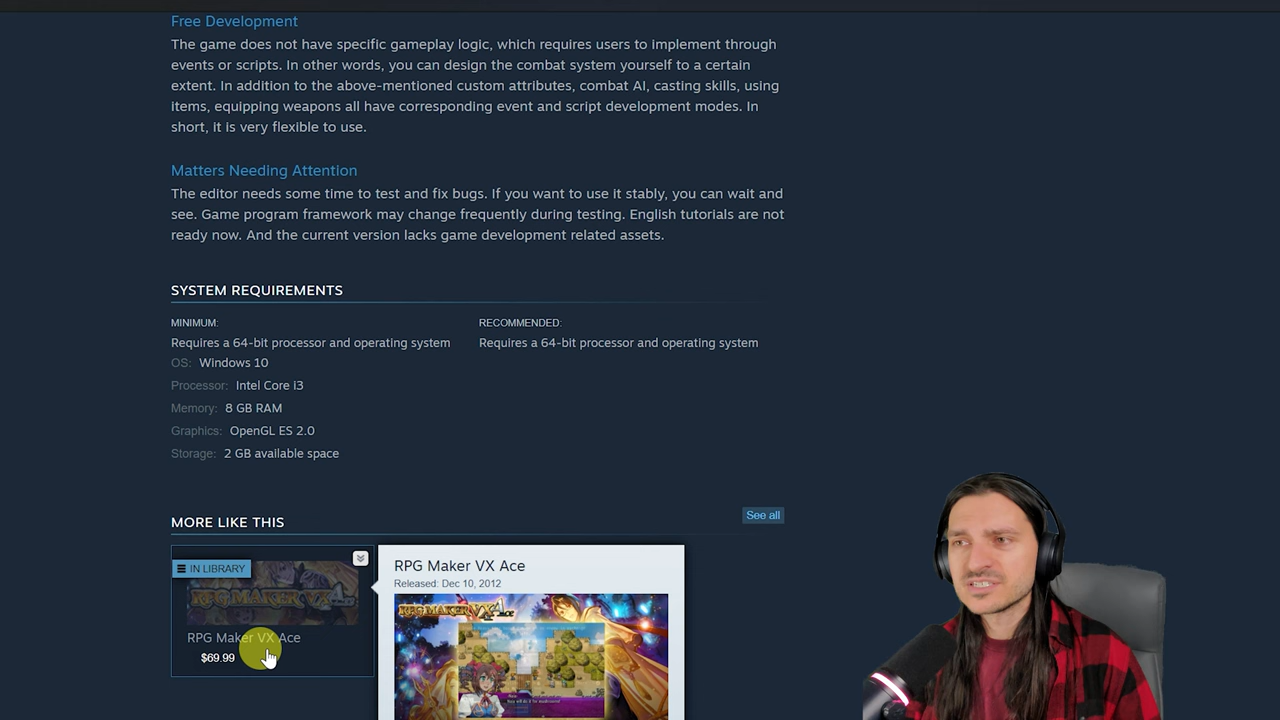 Free Development
The game does not have specific gameplay logic, which requires users to implement through
events or scripts. In other words, you can design the combat system yourself to a certain
extent. In addition to the above-mentioned custom attributes, combat AI, casting skills, using
items, equipping weapons all have corresponding event and script development modes. In
short, it is very flexible to use.
Matters Needing Attention
The editor needs some time to test and fix bugs. If you want to use it stably, you can wait and
see. Game program framework may change frequently during testing. English tutorials are not
ready now. And the current version lacks game development related assets.
SYSTEM REQUIREMENTS
MINIMUM:
Requires a 64-bit processor and operating system
OS: Windows 10
Processor: Intel Core i3
Memory: 8 GB RAM
Graphics: OpenGL ES 2.0
Storage: 2 GB available space
RECOMMENDED:
Requires a 64-bit processor and operating system
MORE LIKE THIS
See all
IN LIBRARY
RPG MAKER VX Ace
RPG Maker VX Ace
$69.99
RPG Maker VX Ace
Released: Dec 10, 2012
RPG MAKER VX Ace